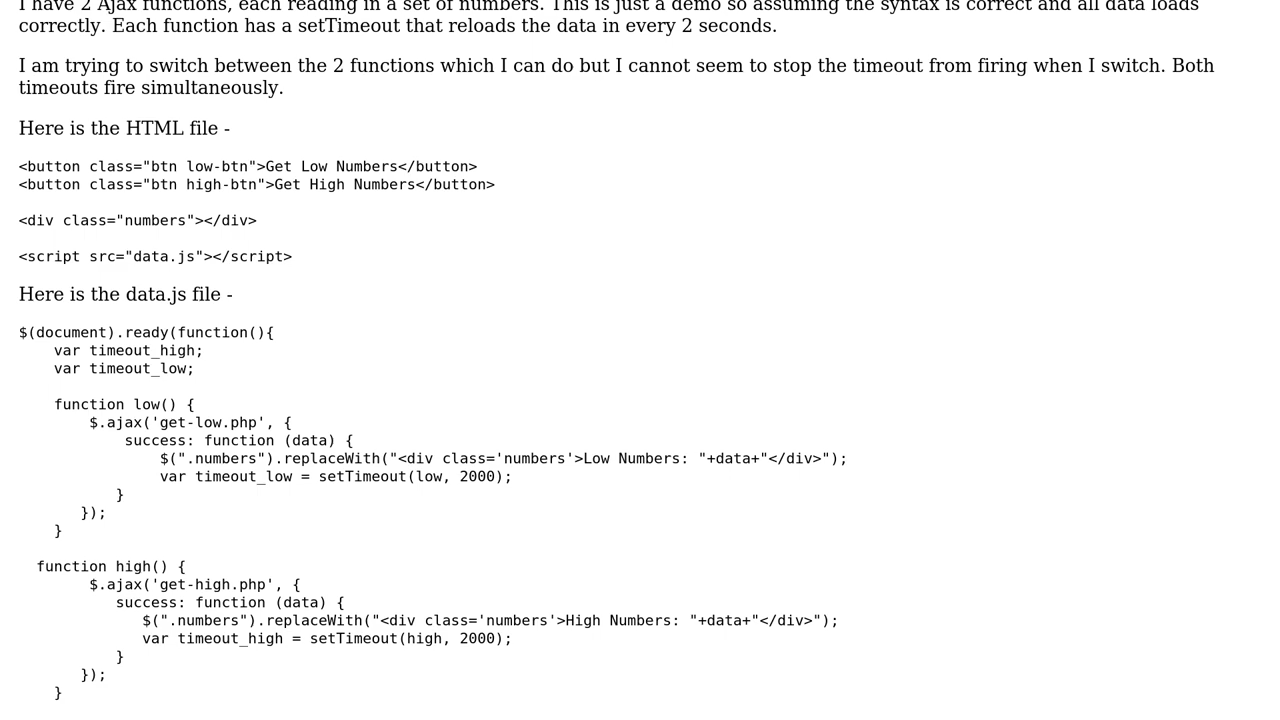 I have 2 Ajax functions, each reading in a set of numbers. This is just a demo so assuming the syntax is correct and all data loads
correctly. Each function has a setTimeout that reloads the data in every 2 seconds.
I am trying to switch between the 2 functions which I can do but I cannot seem to stop the timeout from firing when I switch. Both
timeouts fire simultaneously.
Here is the HTML file -
<button class="btn low-btn">Get Low Numbers</button>
<button class="btn high-btn">Get High Numbers</button>
<div class="numbers"></div>
<script src="data.js"></script>
Here is the data.js file -
$(document).ready(function(){
    var timeout_high;
    var timeout_low;
    function low() {
        $.ajax('get-low.php', {
            success: function (data) {
                $(".numbers").replaceWith("<div class='numbers'>Low Numbers: "+data+"</div>");
                var timeout_low = setTimeout(low, 2000);
           }
       });
    }
  function high() {
        $.ajax('get-high.php', {
           success: function (data) {
              $(".numbers").replaceWith("<div class='numbers'>High Numbers: "+data+"</div>");
              var timeout_high = setTimeout(high, 2000);
           }
       });
    }